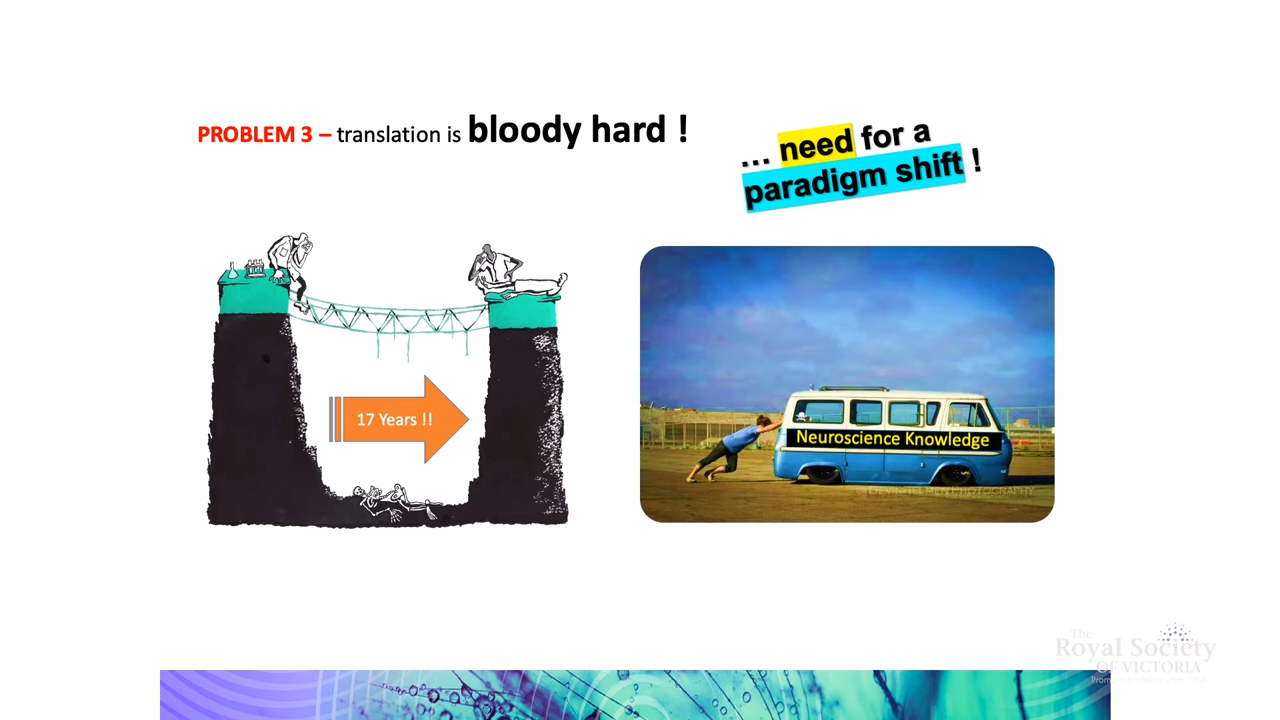 PROBLEM 3 – translation is bloody hard !
... need for a
paradigm shift !
17 Years !!
Neuroscience Knowledge
The
Royal Society
OF VICTORIA